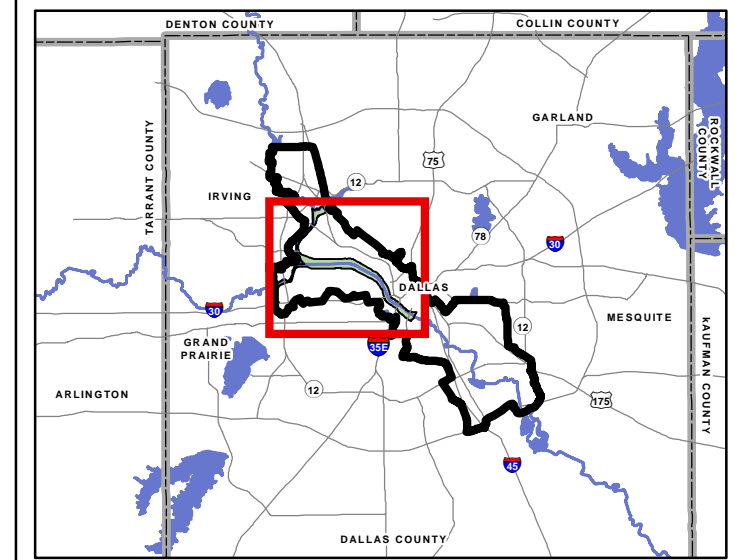 DENTON COUNTY
COLLIN COUNTY
TARRANT COUNTY
GARLAND
ROCKWALL
COUNTY
75
12
IRVING
78
30
DALLAS
30
MESQUITE
12
GRAND
PRAIRIE
35E
KAUFMAN COUNTY
ARLINGTON
12
175
45
DALLAS COUNTY